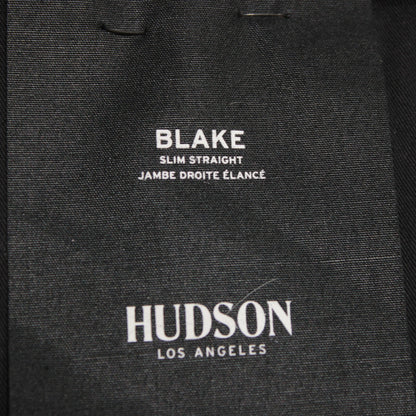 BLAKE
SLIM STRAIGHT
JAMBE DROITE ÉLANCÉ
HUDSON
LOS ANGELES